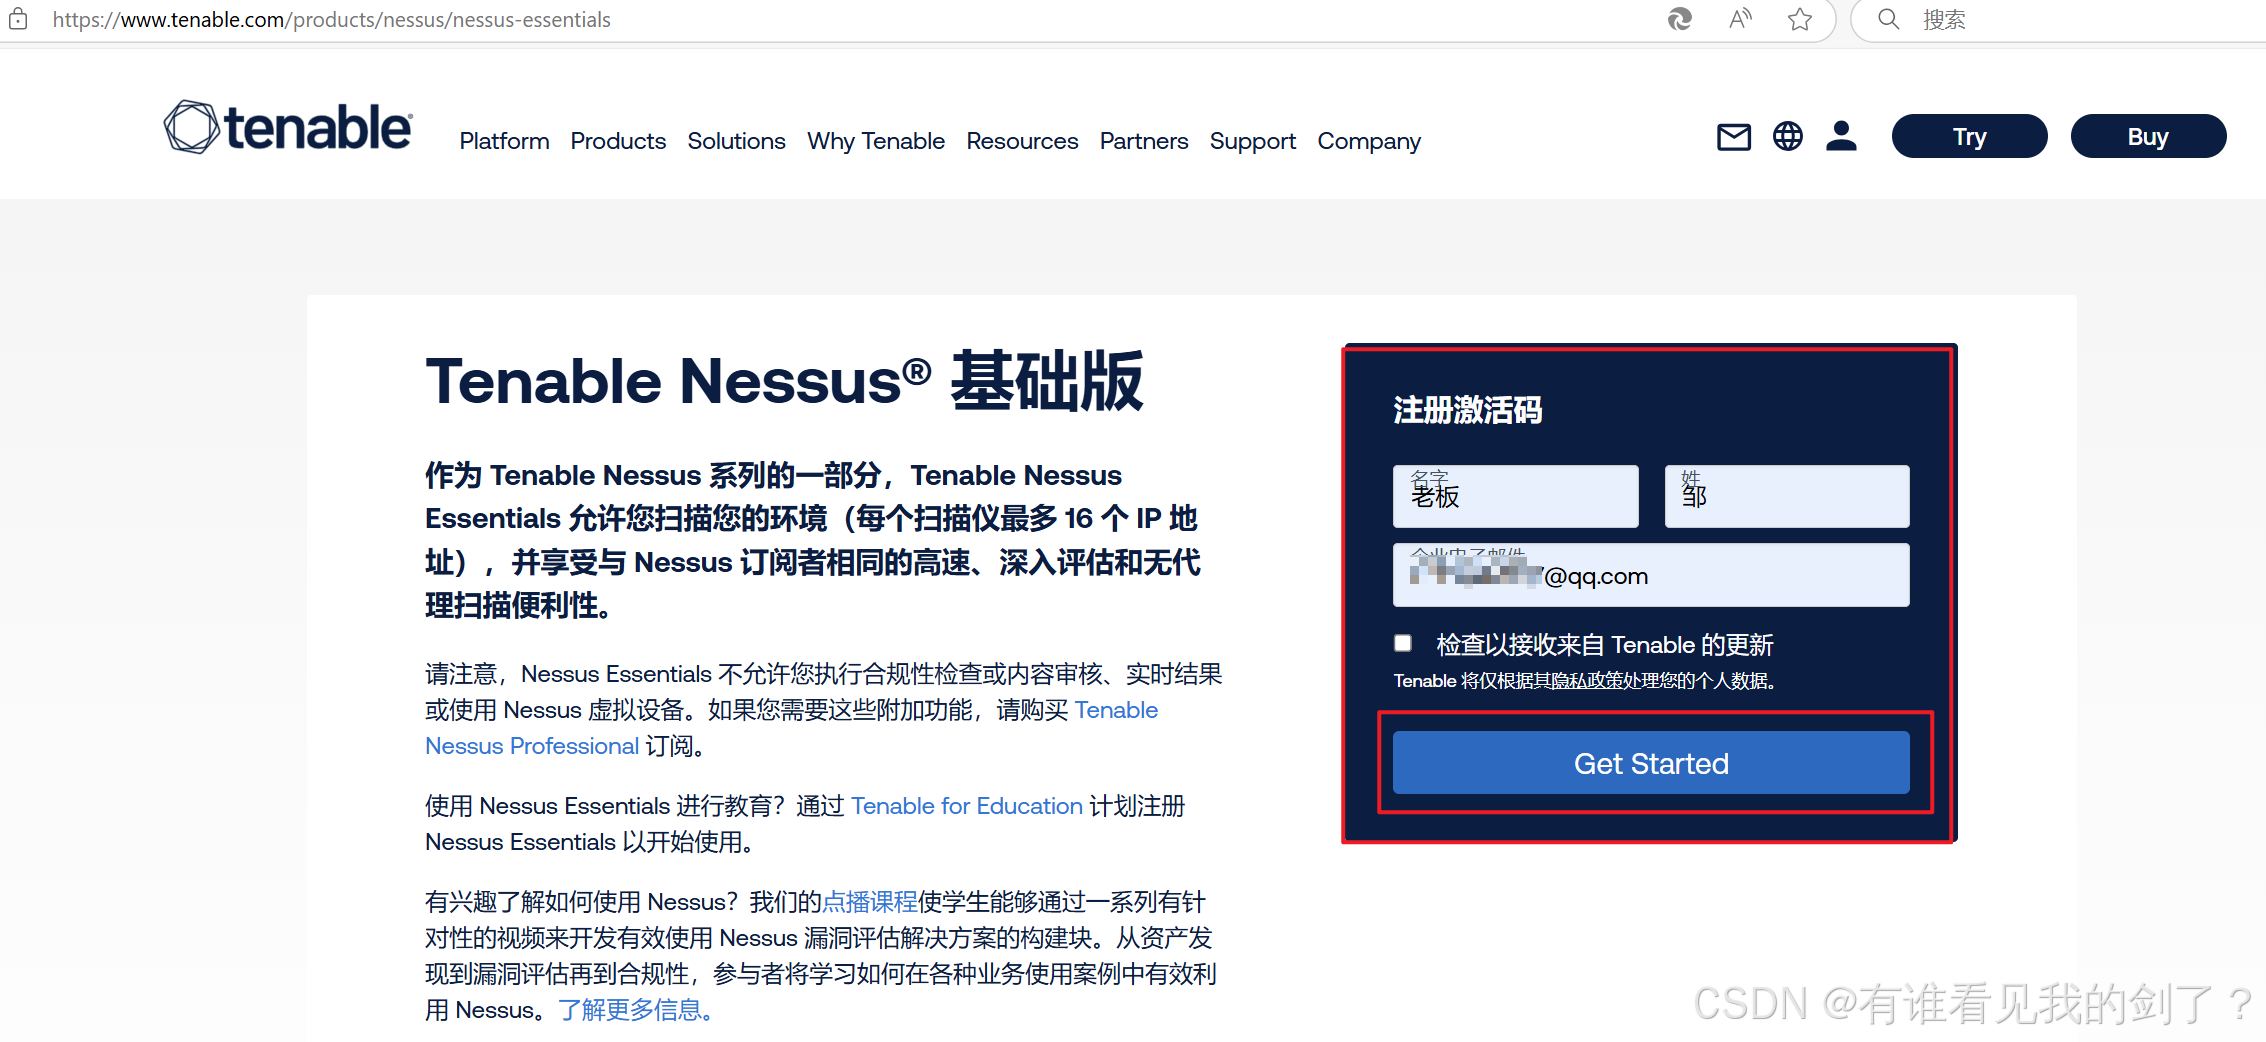 https://www.tenable.com/products/nessus/nessus-essentials
搜索
tenable
Platform Products Solutions Why Tenable Resources Partners Support Company
Try
Buy
Tenable Nessus® 基础版
作为 Tenable Nessus 系列的一部分，Tenable Nessus
Essentials 允许您扫描您的环境（每个扫描仪最多 16 个 IP 地
址），并享受与 Nessus 订阅者相同的高速、深入评估和无代
理扫描便利性。
请注意，Nessus Essentials 不允许您执行合规性检查或内容审核、实时结果
或使用 Nessus 虚拟设备。如果您需要这些附加功能，请购买 Tenable
Nessus Professional 订阅。
使用 Nessus Essentials 进行教育？通过 Tenable for Education 计划注册
Nessus Essentials 以开始使用。
有兴趣了解如何使用 Nessus？我们的点播课程使学生能够通过一系列有针
对性的视频来开发有效使用 Nessus 漏洞评估解决方案的构建块。从资产发
现到漏洞评估再到合规性，参与者将学习如何在各种业务使用案例中有效利
用 Nessus。了解更多信息。
注册激活码
名字
老板
姓
邹
企业电子邮件
@qq.com
检查以接收来自 Tenable 的更新
Tenable 将仅根据其隐私政策处理您的个人数据。
Get Started
CSDN @有谁看见我的剑了？